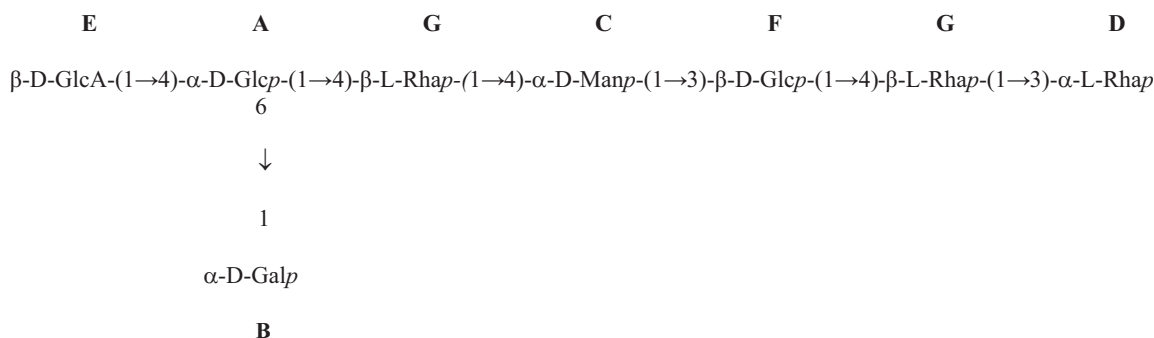 E A G C F G D
β-D-GlcA-(1→4)-α-D-Glcp-(1→4)-β-L-Rhap-(1→4)-α-D-Manp-(1→3)-β-D-Glcp-(1→4)-β-L-Rhap-(1→3)-α-L-Rhap
6
↓
1
α-D-Galp
B